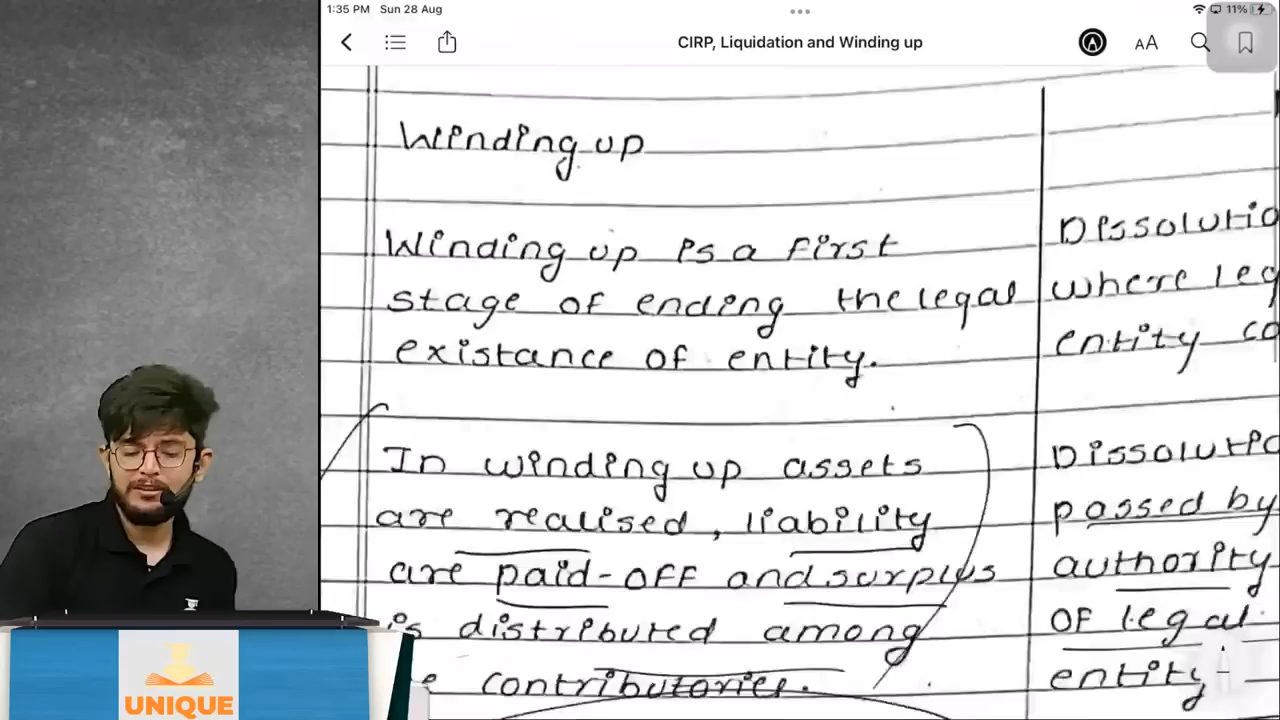 1:35 PM Sun 28 Aug
11%
CIRP, Liquidation and Winding up
AA
Winding up
Winding up is a first
stage of ending the legal
existance of entity.
In winding up assets
are realised, liability
are paid-off and surplus
is distributed among
contributories.
Dissolutio
where leg
entity co
Dissolutio
passed by
authority
of legal
entity
UNIQUE